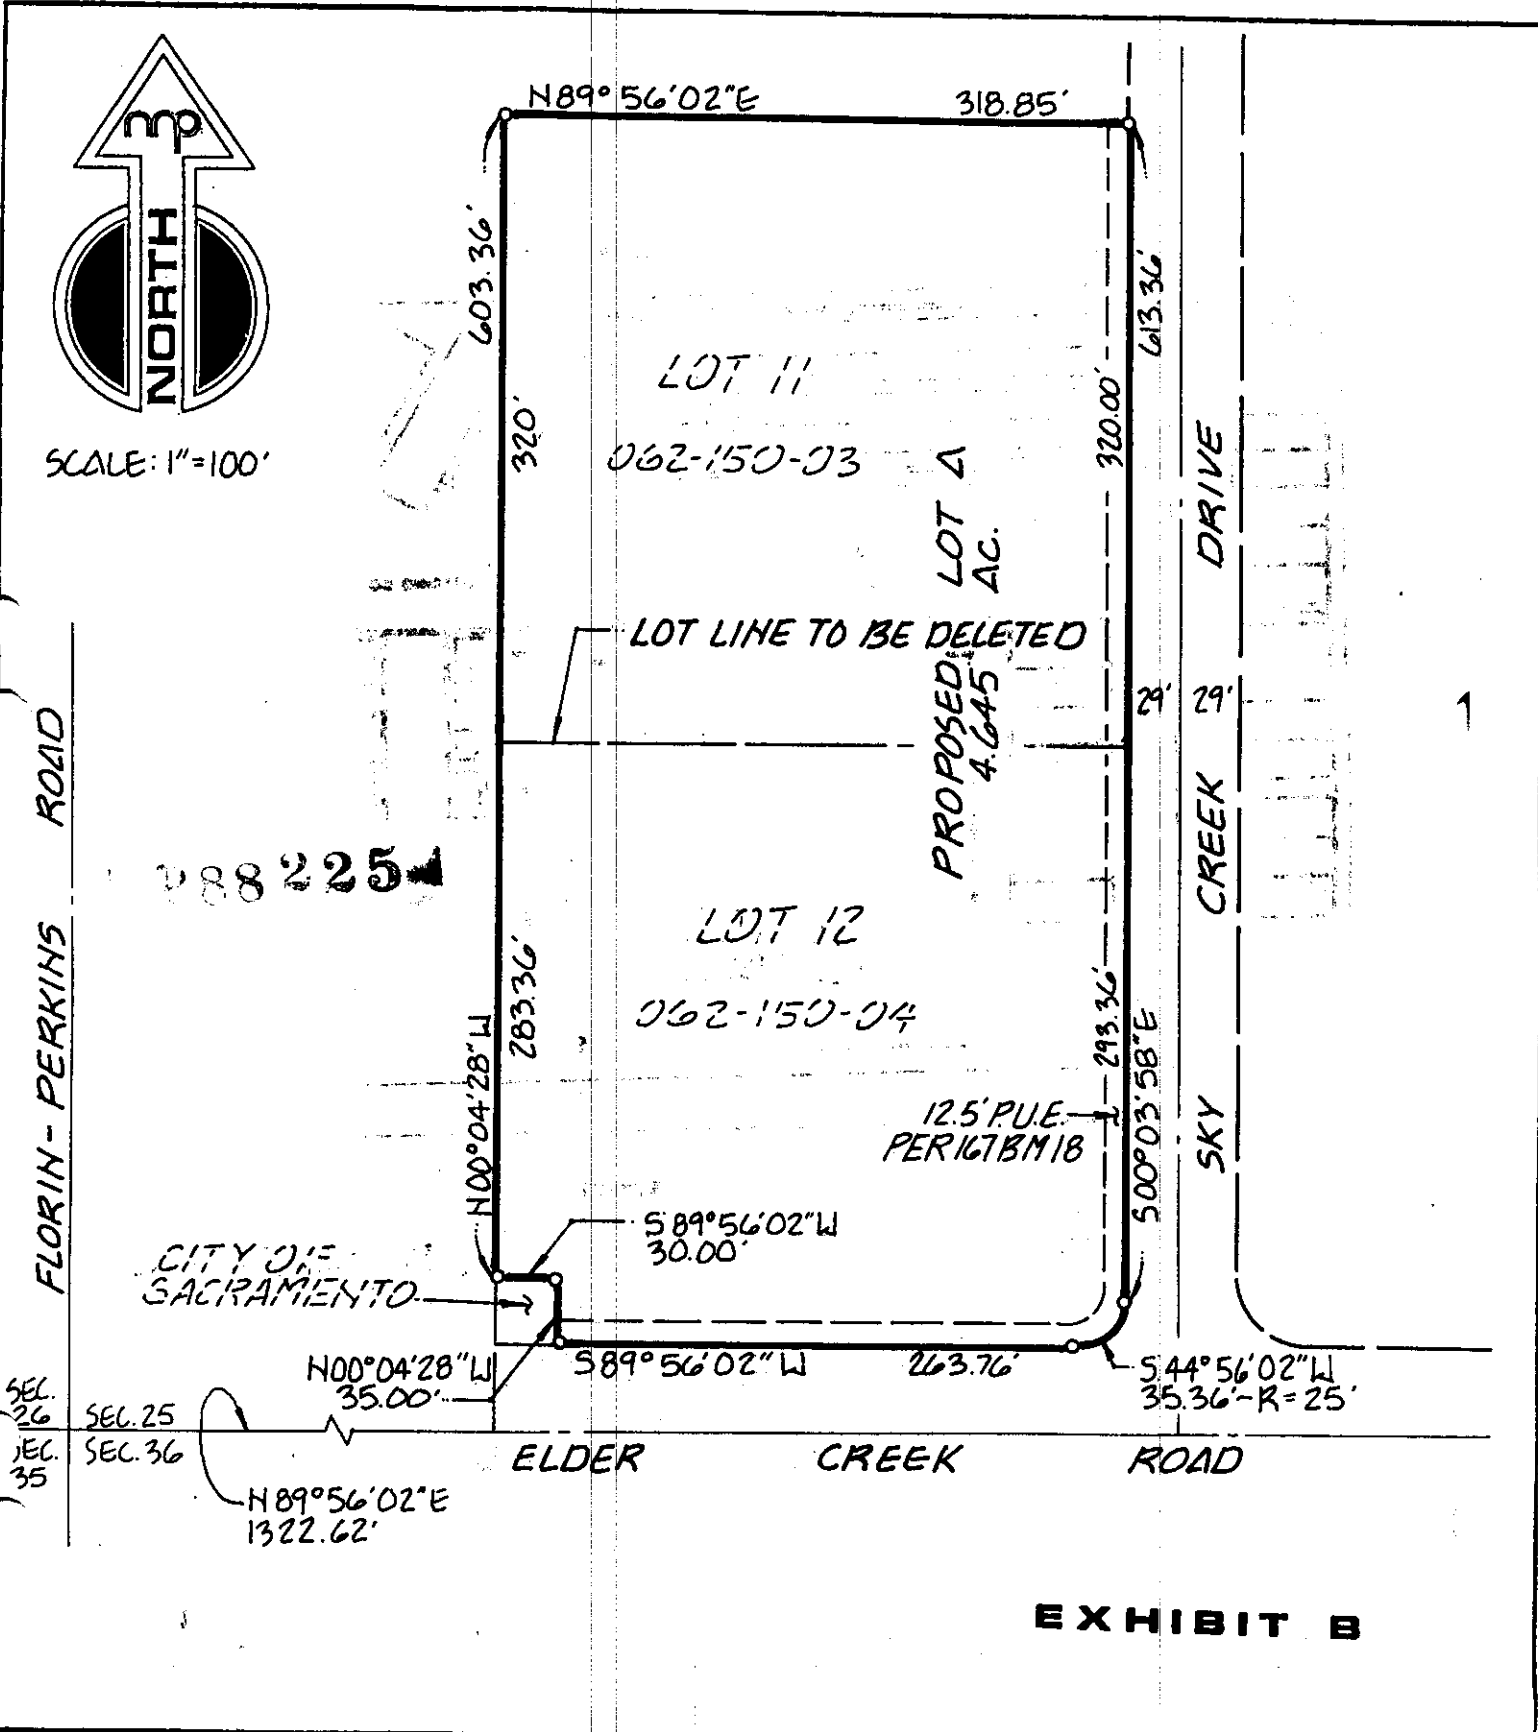 N89°56'02"E 318.85'
mp
NORTH
SCALE: 1"=100'
603.36'
320'
LOT 11
062-150-03
320.00'
613.36'
PROPOSED LOT A
4.645 AC.
LOT LINE TO BE DELETED
29' 29'
SKY CREEK DRIVE
1
FLORIN-PERKINS ROAD
P88225
LOT 12
062-150-04
283.36'
N00°04'28"W
293.36'
S00°03'58"E
12.5' P.U.E.
PER 167 BM 18
S89°56'02"W
30.00'
CITY OF
SACRAMENTO
N00°04'28"W
35.00'
S89°56'02"W 263.76'
S44°56'02"W
35.36'-R=25'
SEC.
26
SEC. 25
SEC.
35
SEC. 36
ELDER CREEK ROAD
N89°56'02"E
1322.62'
EXHIBIT B